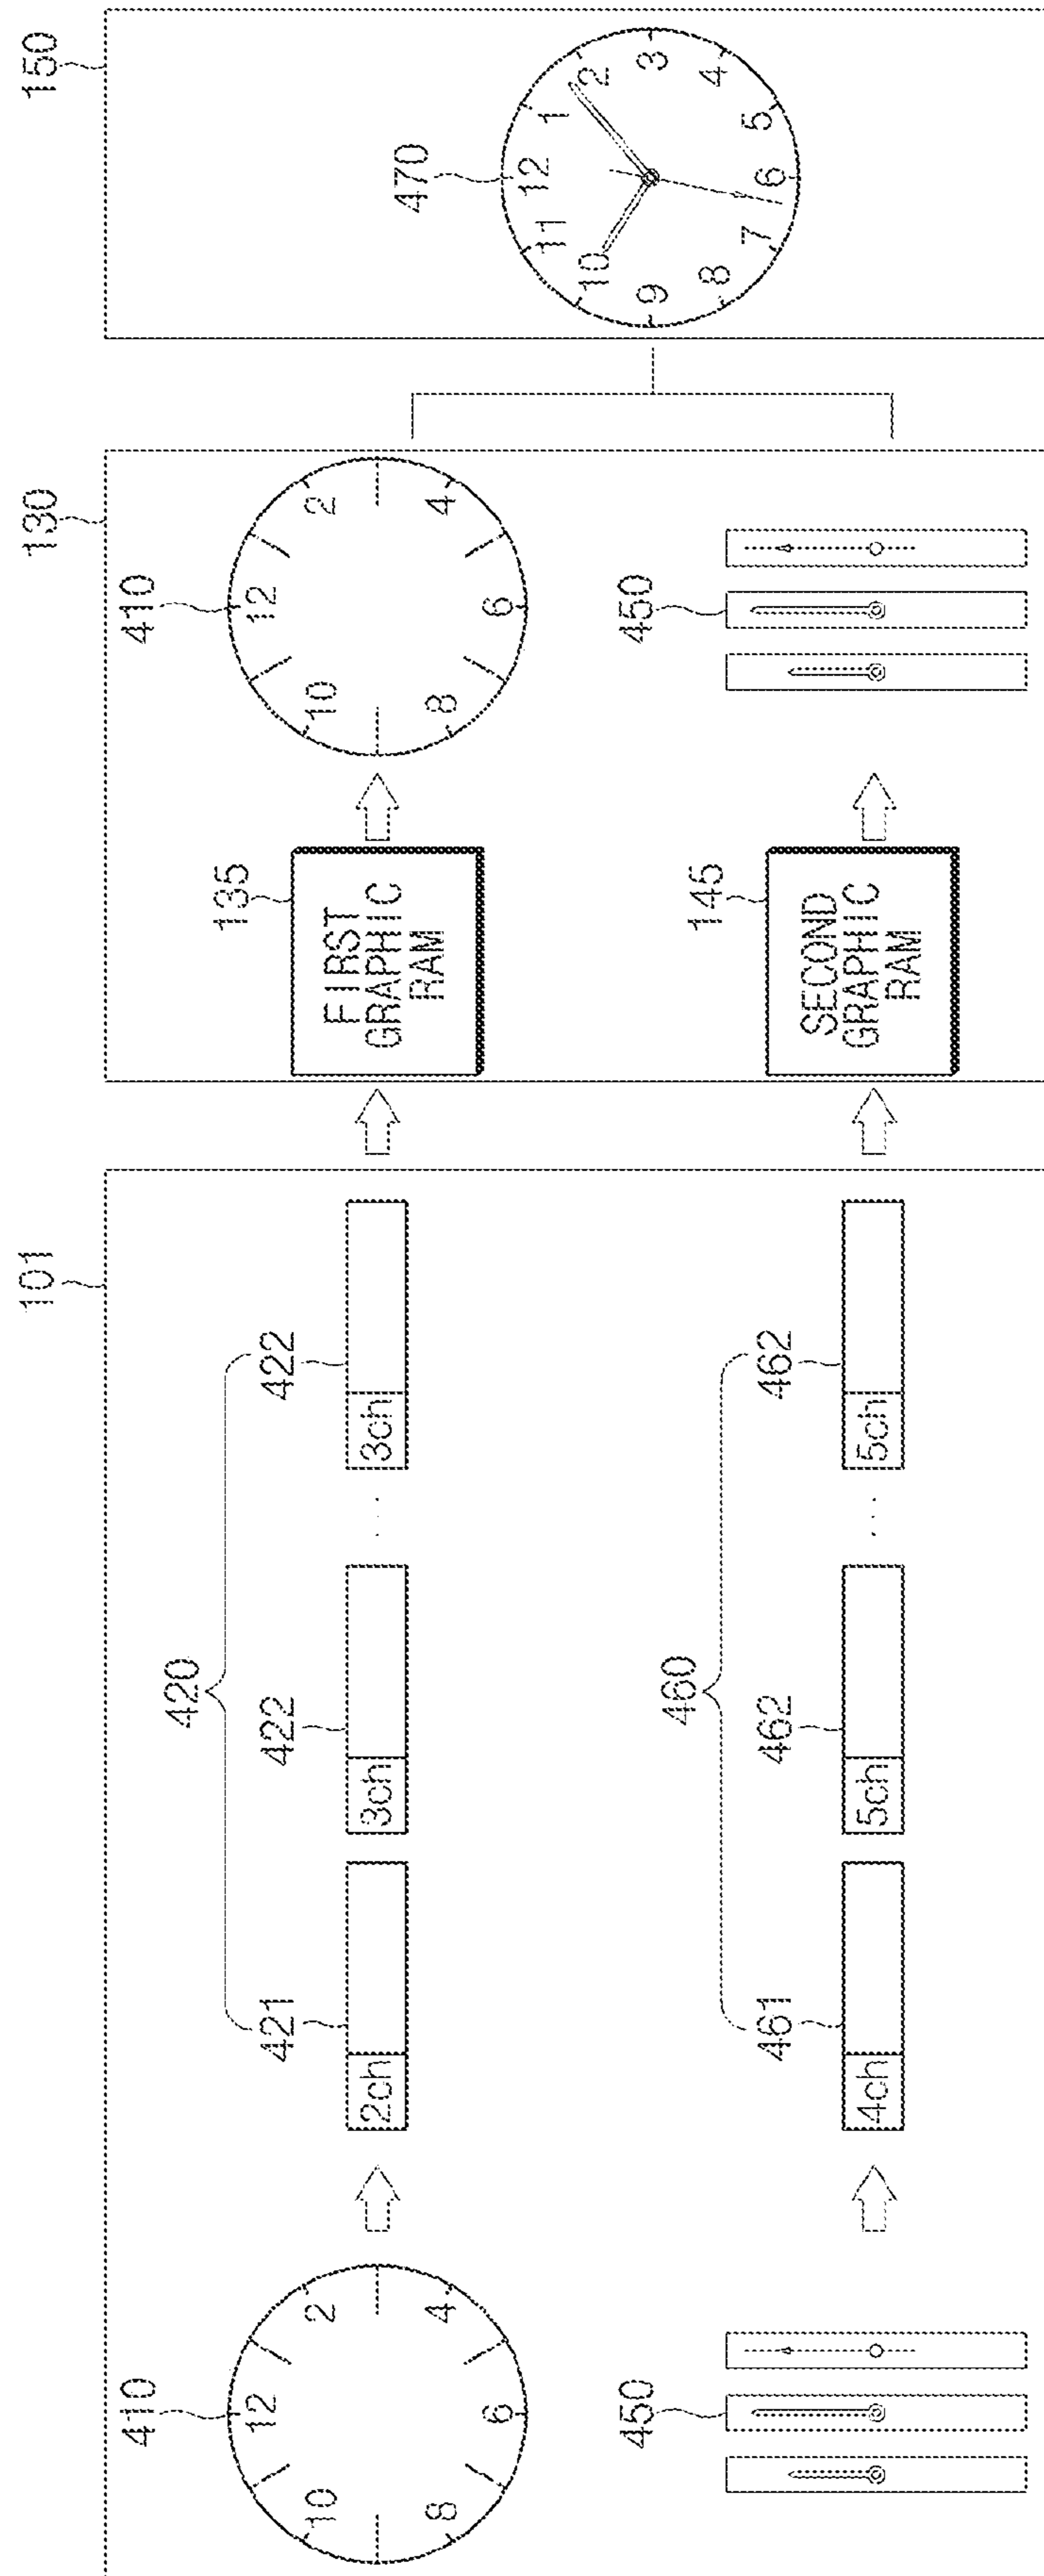 101
410
12
10 2
8 4
6
420
421 422 422
2ch 3ch ... 3ch
450
460
461 462 462
4ch 5ch ... 5ch
130
135
FIRST
GRAPHIC
RAM
410
12
10 2
8 4
6
145
SECOND
GRAPHIC
RAM
450
150
470
12
11 1
10 2
9 3
8 4
7 5
6